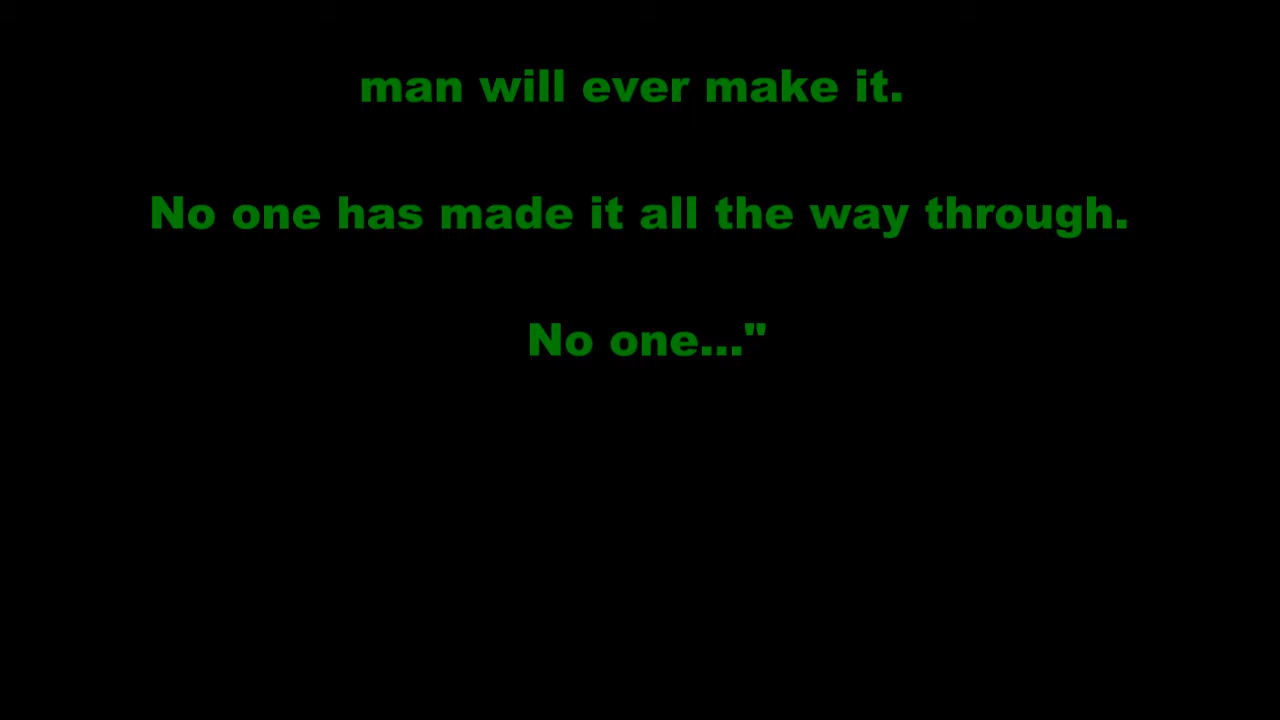 man will ever make it.
No one has made it all the way through.
No one..."